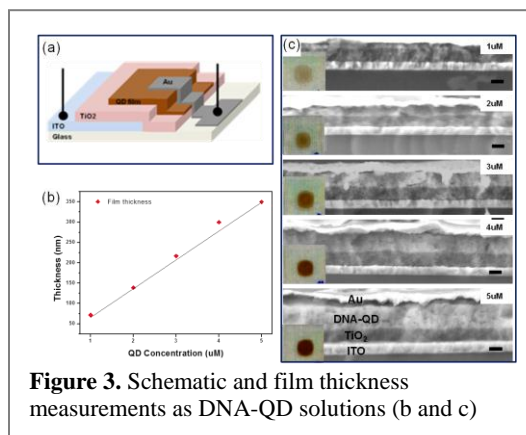 (a)
Au
QD film
TiO2
ITO
Glass
(b)
Film thickness
Thickness (nm)
350
300
250
200
150
100
50
1 2 3 4 5
QD Concentration (uM)
(c)
1uM
2uM
3uM
4uM
5uM
Au
DNA-QD
TiO₂
ITO
Figure 3. Schematic and film thickness
measurements as DNA-QD solutions (b and c)